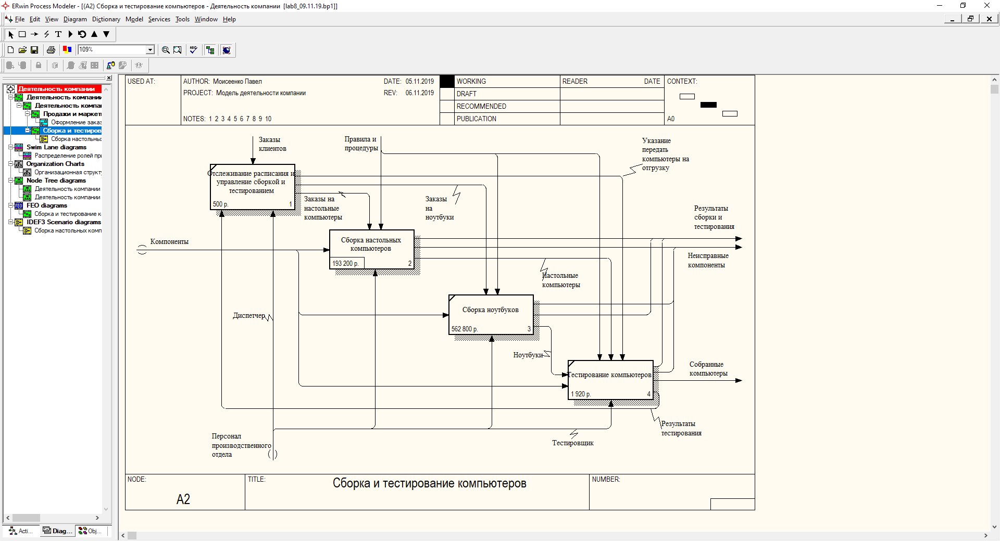 ERwin Process Modeler - [(A2) Сборка и тестирование компьютеров - Деятельность компании  [lab8_09.11.19.bp1]]
File Edit View Diagram Dictionary Model Services Tools Window Help
109%
Деятельность компании
Деятельность компании
Деятельность компа
Продажи и маркет
Оформление заказ
Сборка и тестиров
Сборка настольны
Swim Lane diagrams
Распределение ролей пр
Organization Charts
Организационная структу
Node Tree diagrams
Деятельность компании
Деятельность компании
FEO diagrams
Сборка и тестирование к
IDEF3 Scenario diagrams
Сборка настольных комп
Acti... Diag... Obj...
USED AT:
AUTHOR: Моисеенко Павел
DATE: 05.11.2019
PROJECT: Модель деятельности компании
REV: 06.11.2019
NOTES: 1 2 3 4 5 6 7 8 9 10
WORKING
DRAFT
RECOMMENDED
PUBLICATION
READER DATE
CONTEXT:
A0
Заказы
клиентов
Правила и
процедуры
Указание
передать
компьютеры на
отгрузку
Отслеживание расписания и
управление сборкой и
тестированием
500 р. 1
Заказы на
настольные
компьютеры
Заказы
на
ноутбуки
Результаты
сборки и
тестирования
Компоненты
Сборка настольных
компьютеров
193 200 р. 2
Неисправные
компоненты
Настольные
компьютеры
Диспетчер
Сборка ноутбуков
562 800 р. 3
Ноутбуки
Тестирование компьютеров
1 920 р. 4
Собранные
компьютеры
Результаты
тестирования
Персонал
производственного
отдела
Тестировщик
NODE:
A2
TITLE:
Сборка и тестирование компьютеров
NUMBER: